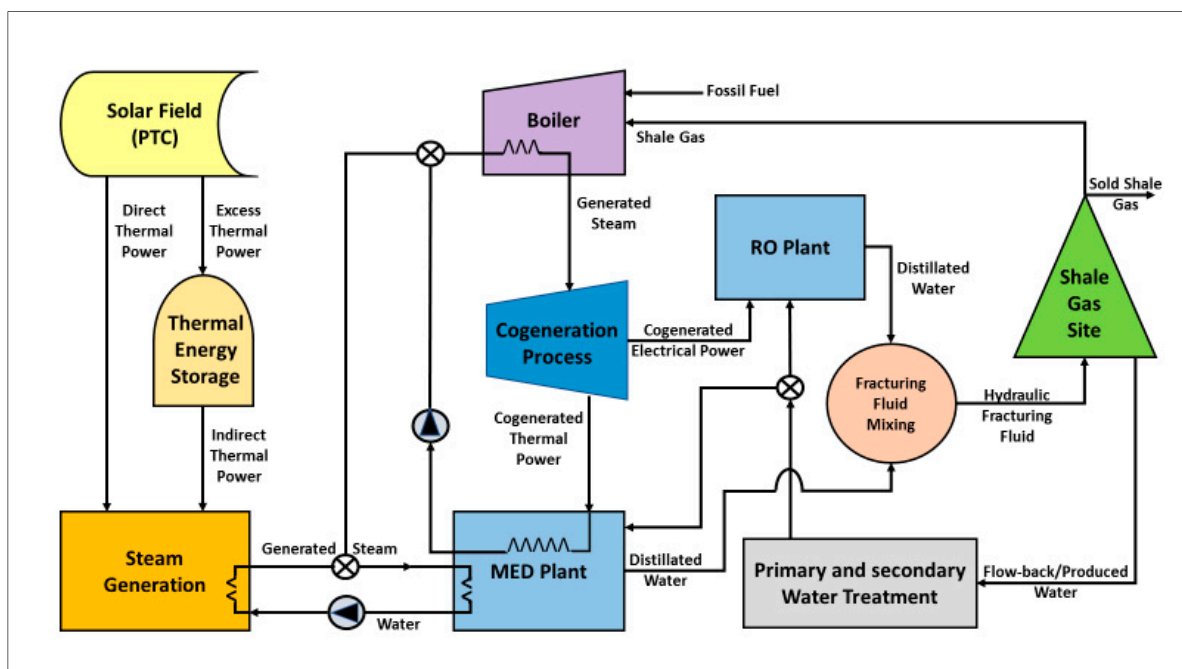 Solar Field
(PTC)
Boiler
Fossil Fuel
Shale Gas
Sold Shale
Gas
Direct
Thermal
Power
Excess
Thermal
Power
Generated
Steam
RO Plant
Distillated
Water
Shale
Gas
Site
Thermal
Energy
Storage
Cogeneration
Process
Cogenerated
Electrical Power
Fracturing
Fluid
Mixing
Hydraulic
Fracturing
Fluid
Cogenerated
Thermal
Power
Indirect
Thermal
Power
Steam
Generation
Generated Steam
Water
MED Plant
Distillated
Water
Primary and secondary
Water Treatment
Flow-back/Produced
Water